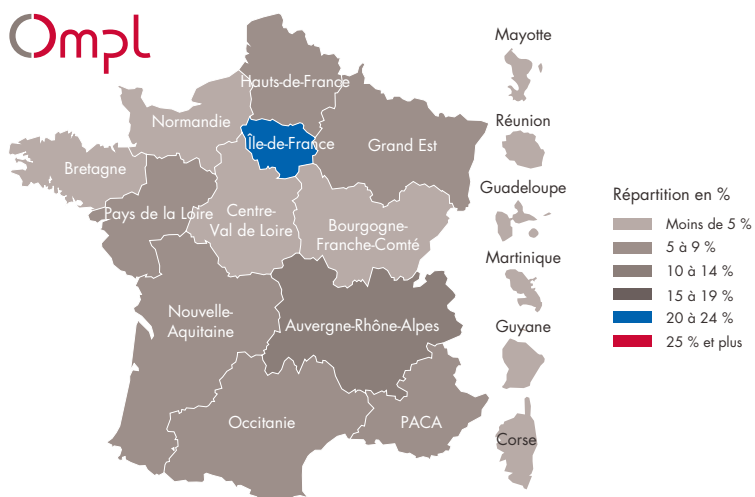 Ompl
Mayotte
Hauts-de-France
Normandie
Réunion
Île-de-France
Grand Est
Bretagne
Guadeloupe
Pays de la Loire
Centre-
Val de Loire
Bourgogne-
Franche-Comté
Martinique
Nouvelle-
Aquitaine
Auvergne-Rhône-Alpes
Guyane
Occitanie
PACA
Corse
Répartition en %
Moins de 5 %
5 à 9 %
10 à 14 %
15 à 19 %
20 à 24 %
25 % et plus